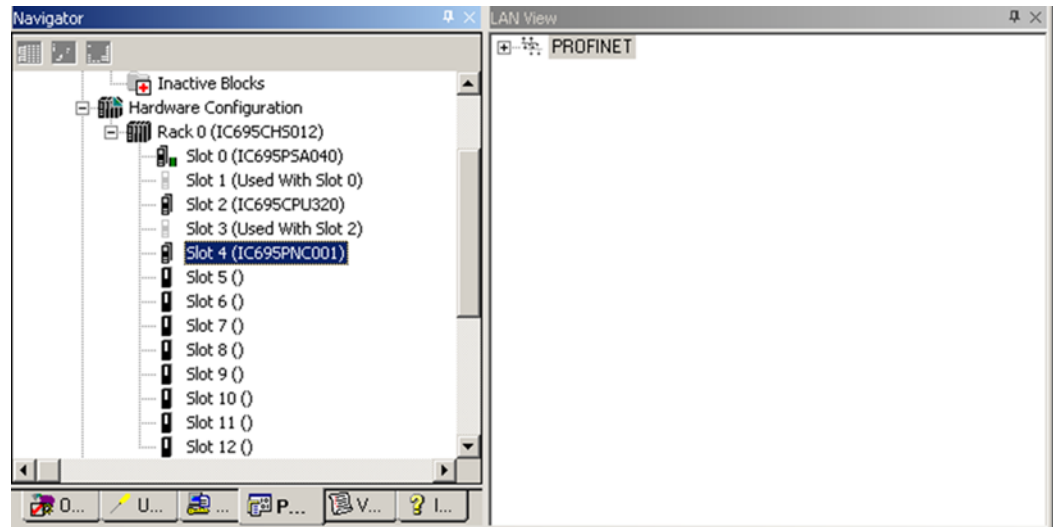 Navigator
Inactive Blocks
Hardware Configuration
Rack 0 (IC695CHS012)
Slot 0 (IC695PSA040)
Slot 1 (Used With Slot 0)
Slot 2 (IC695CPU320)
Slot 3 (Used With Slot 2)
Slot 4 (IC695PNC001)
Slot 5 ()
Slot 6 ()
Slot 7 ()
Slot 8 ()
Slot 9 ()
Slot 10 ()
Slot 11 ()
Slot 12 ()
O... U... ... P... V... I...
LAN View
PROFINET